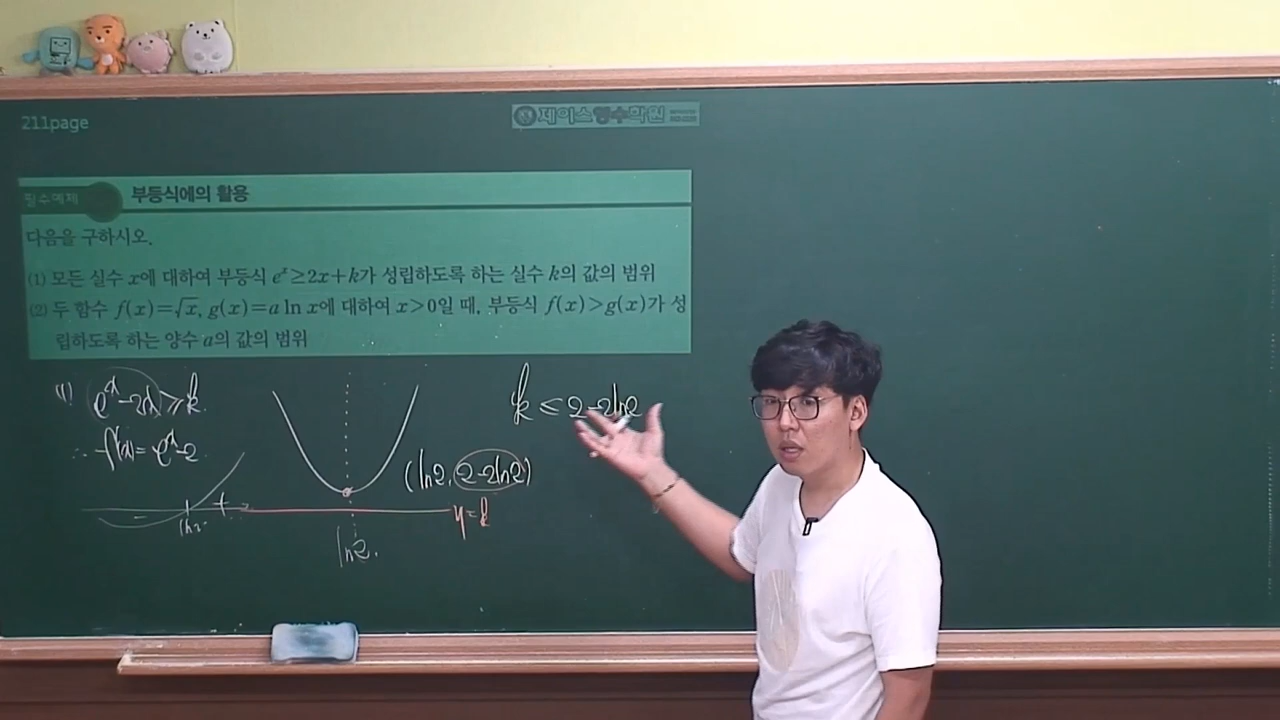 211page
제이스영수학원
필수예제
부등식에의 활용
다음을 구하시오.
(1) 모든 실수 x에 대하여 부등식 eˣ≥2x+k가 성립하도록 하는 실수 k의 값의 범위
(2) 두 함수 f(x)=√x, g(x)=a ln x에 대하여 x>0일 때, 부등식 f(x)>g(x)가 성
립하도록 하는 양수 a의 값의 범위
(1) eˣ-2x≥k.
∴ f'(x)=eˣ-2
- ln2 +
(ln2, 2-2ln2)
y=k
ln2.
k≤2-2ln2